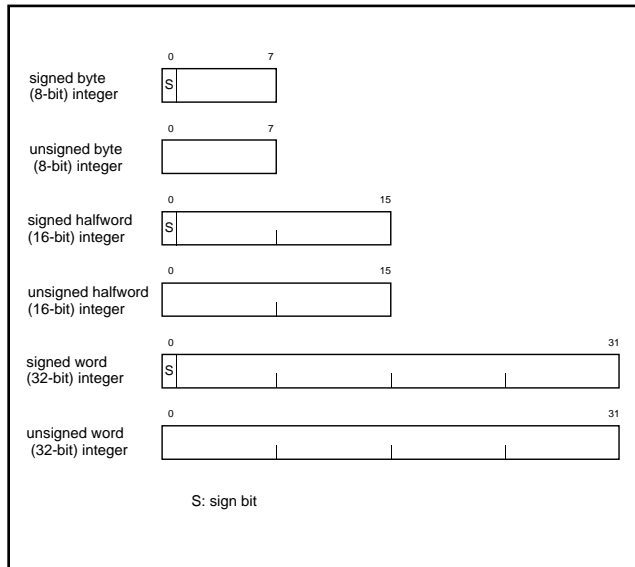 0 7
signed byte
(8-bit) integer
S
0 7
unsigned byte
(8-bit) integer
0 15
signed halfword
(16-bit) integer
S
0 15
unsigned halfword
(16-bit) integer
0 31
signed word
(32-bit) integer
S
0 31
unsigned word
(32-bit) integer
S: sign bit